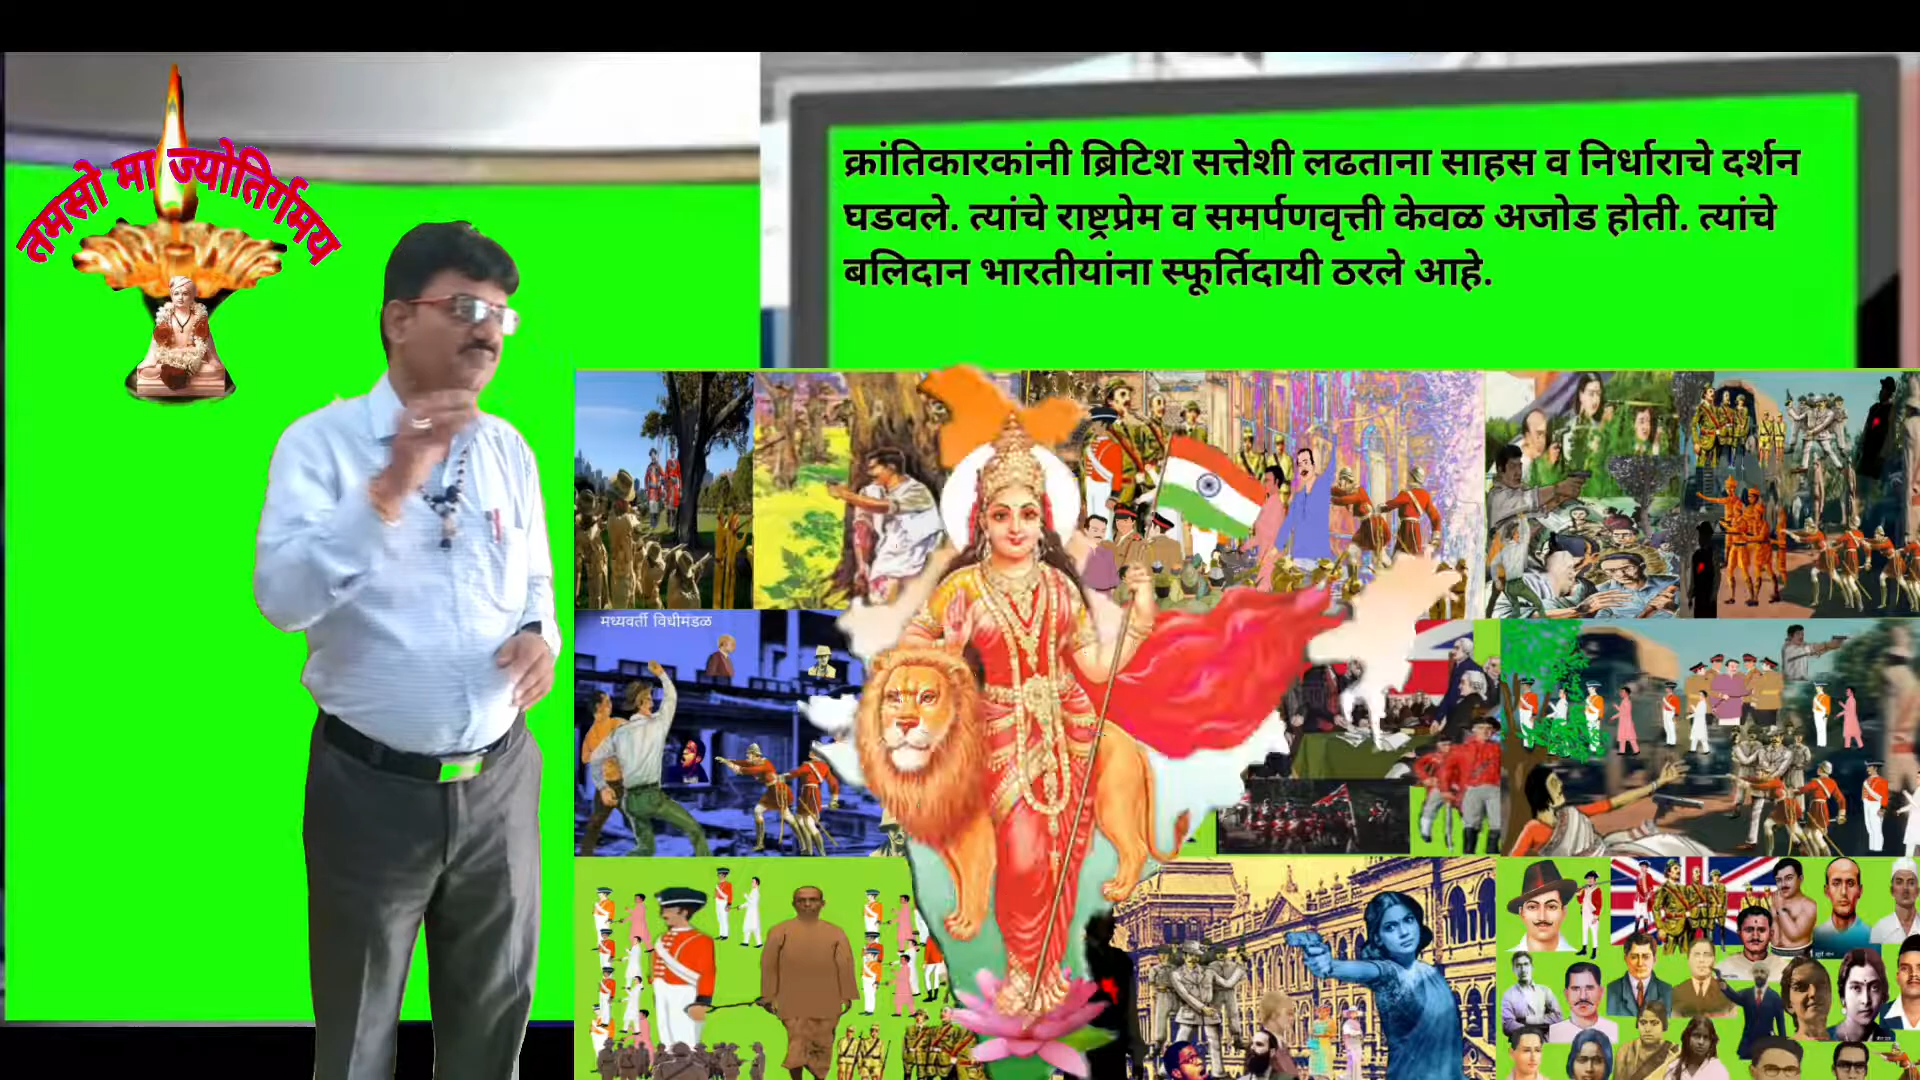 तमसो मा ज्योतिर्गमय
क्रांतिकारकांनी ब्रिटिश सत्तेशी लढताना साहस व निर्धाराचे दर्शन
घडवले. त्यांचे राष्ट्रप्रेम व समर्पणवृत्ती केवळ अजोड होती. त्यांचे
बलिदान भारतीयांना स्फूर्तिदायी ठरले आहे.
मध्यवर्ती विधीमंडळ